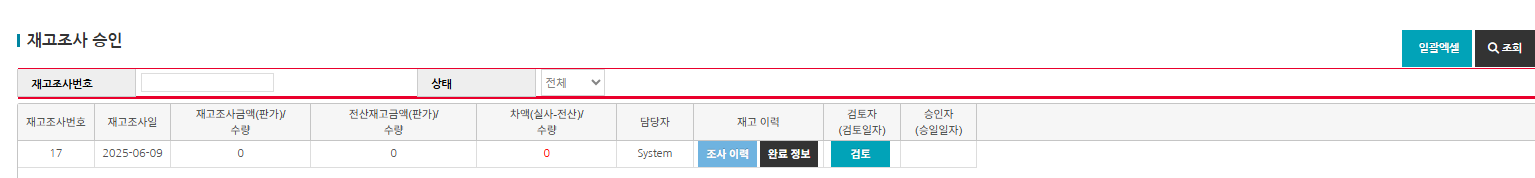 재고조사 승인
일괄엑셀 조회
재고조사번호 상태 전체
재고조사번호 재고조사일 재고조사금액(판가)/ 전산재고금액(판가)/ 차액(실사-전산)/ 담당자 재고 이력 검토자 승인자
수량 수량 수량 (검토일자) (승일일자)
17 2025-06-09 0 0 0 System 조사 이력 완료 정보 검토